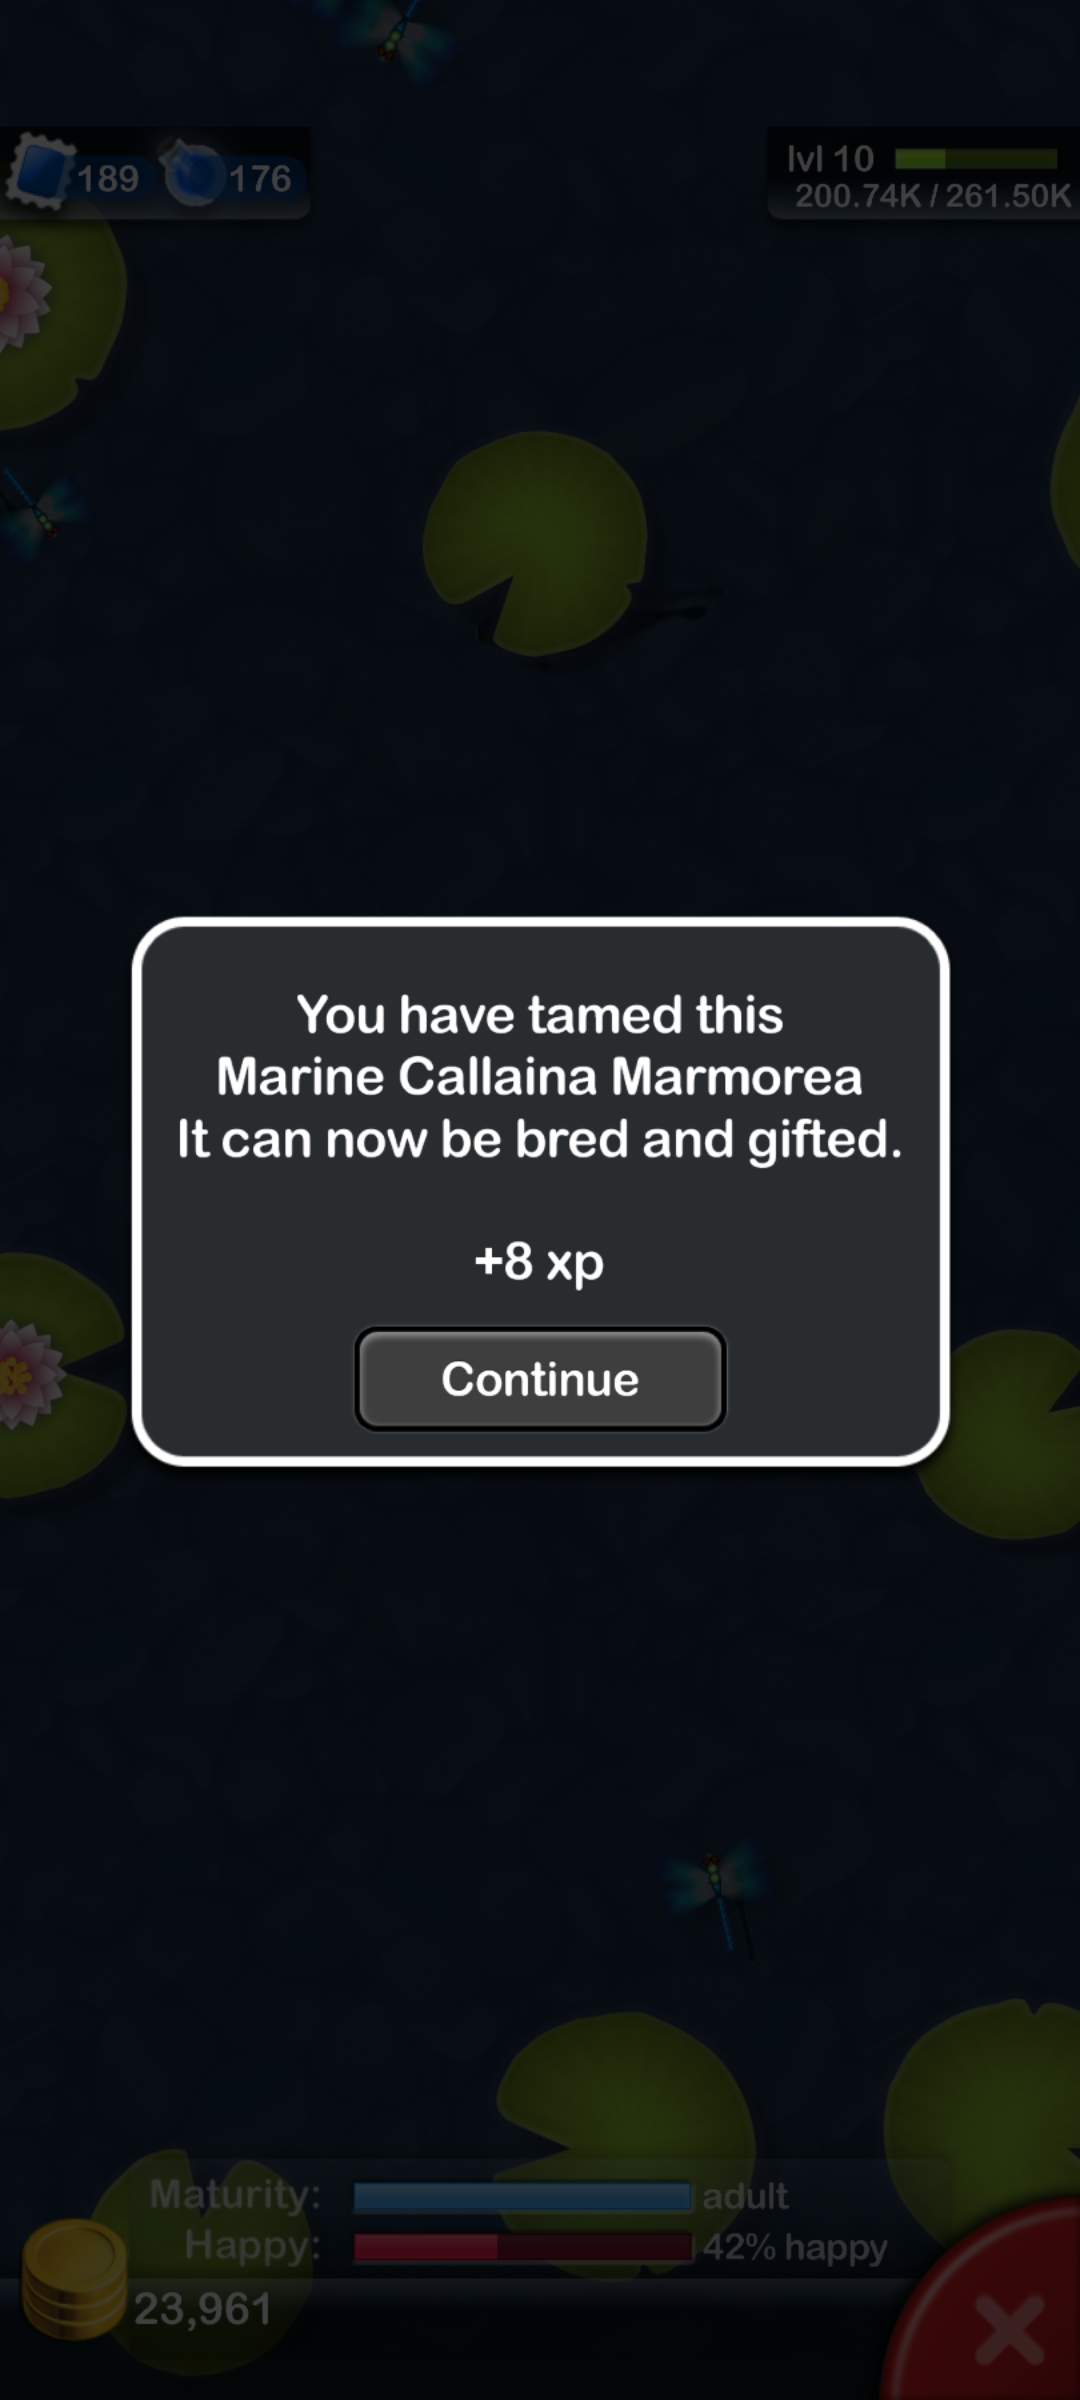 189 176
lvl 10
200.74K / 261.50K
You have tamed this
Marine Callaina Marmorea
It can now be bred and gifted.
+8 xp
Continue
Maturity: adult
Happy: 42% happy
23,961